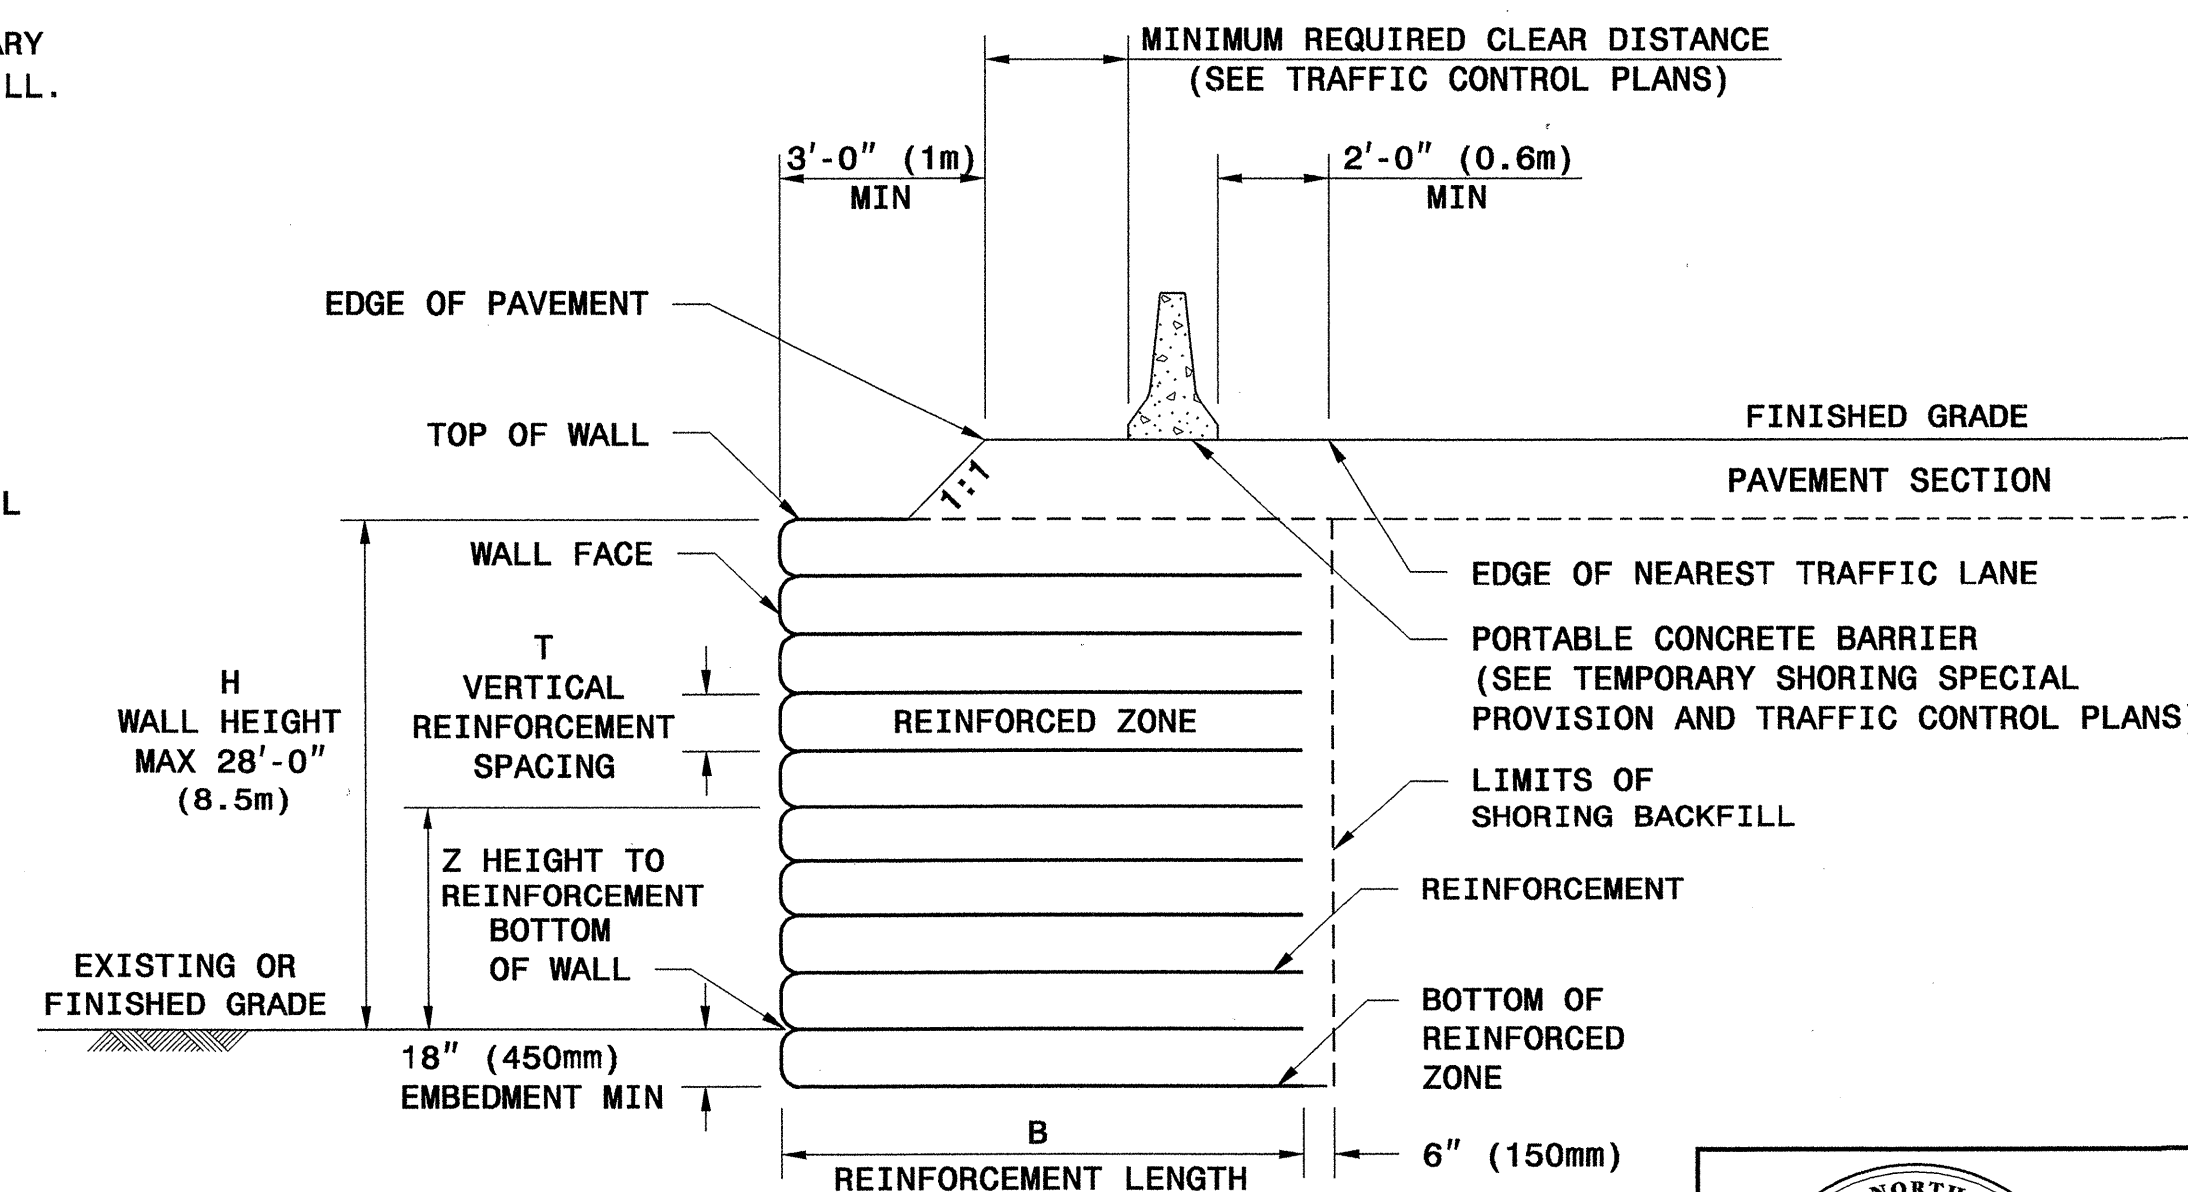 ARY
ILL.
MINIMUM REQUIRED CLEAR DISTANCE
(SEE TRAFFIC CONTROL PLANS)
3'-0" (1m)
MIN
2'-0" (0.6m)
MIN
EDGE OF PAVEMENT
TOP OF WALL
1:1
FINISHED GRADE
PAVEMENT SECTION
L
WALL FACE
EDGE OF NEAREST TRAFFIC LANE
PORTABLE CONCRETE BARRIER
(SEE TEMPORARY SHORING SPECIAL
PROVISION AND TRAFFIC CONTROL PLANS)
H
WALL HEIGHT
MAX 28'-0"
(8.5m)
T
VERTICAL
REINFORCEMENT
SPACING
REINFORCED ZONE
LIMITS OF
SHORING BACKFILL
Z HEIGHT TO
REINFORCEMENT
BOTTOM
OF WALL
REINFORCEMENT
EXISTING OR
FINISHED GRADE
BOTTOM OF
REINFORCED
ZONE
18" (450mm)
EMBEDMENT MIN
B
REINFORCEMENT LENGTH
6" (150mm)
NORTH